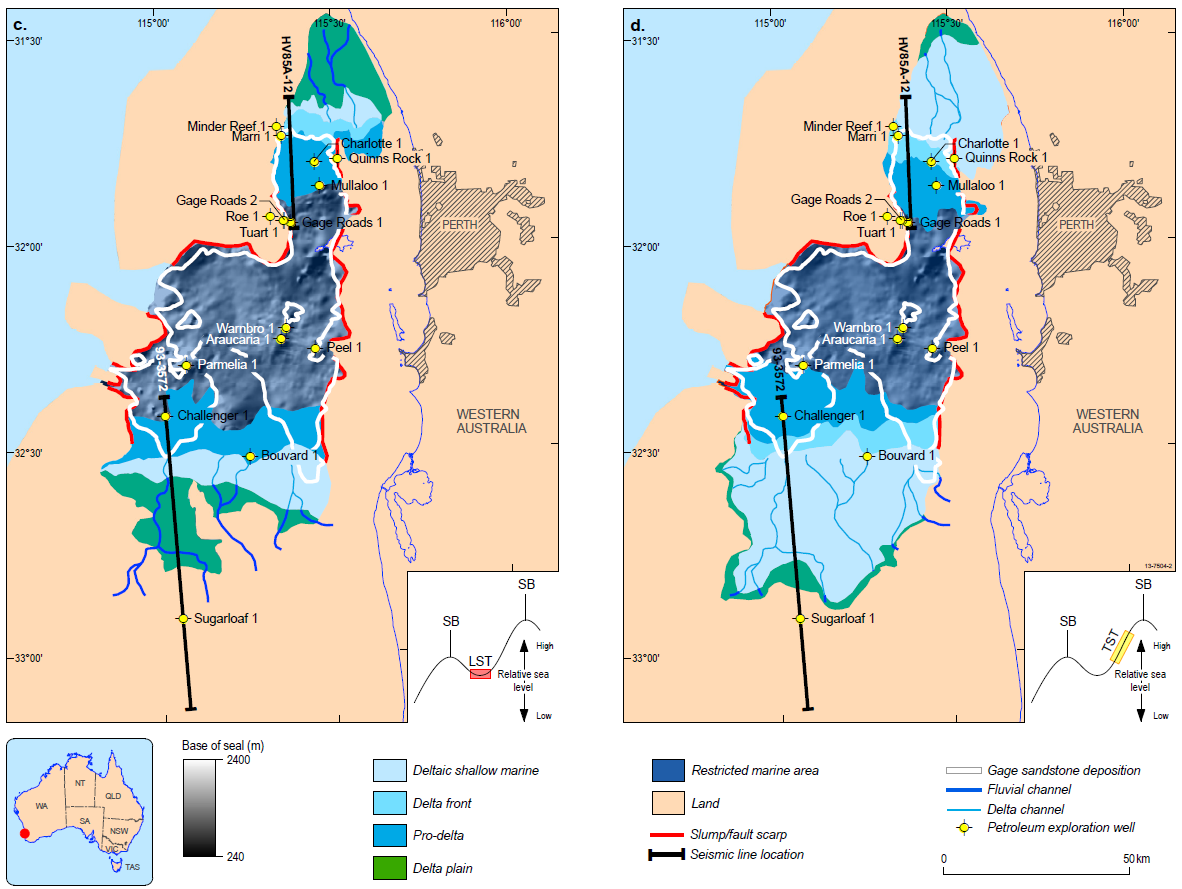 c.
115°00'
115°30'
116°00'
31°30'
HV85A-12
Minder Reef 1
Marri 1
Charlotte 1
Quinns Rock 1
Mullaloo 1
Gage Roads 2
Roe 1
Gage Roads 1
Tuart 1
PERTH
32°00'
Warnbro 1
Araucaria 1
Peel 1
93-3572
Parmelia 1
Challenger 1
WESTERN
AUSTRALIA
32°30'
Bouvard 1
Sugarloaf 1
33°00'
SB
SB
LST
High
Relative sea
level
Low
d.
115°00'
115°30'
116°00'
31°30'
HV85A-12
Minder Reef 1
Marri 1
Charlotte 1
Quinns Rock 1
Mullaloo 1
Gage Roads 2
Roe 1
Gage Roads 1
Tuart 1
PERTH
32°00'
Warnbro 1
Araucaria 1
Peel 1
93-3572
Parmelia 1
Challenger 1
WESTERN
AUSTRALIA
32°30'
Bouvard 1
13-7504-2
Sugarloaf 1
33°00'
SB
SB
TST
High
Relative sea
level
Low
WA
NT
QLD
SA
NSW
VIC
TAS
Base of seal (m)
2400
240
Deltaic shallow marine
Delta front
Pro-delta
Delta plain
Restricted marine area
Land
Slump/fault scarp
Seismic line location
Gage sandstone deposition
Fluvial channel
Delta channel
Petroleum exploration well
0
50 km